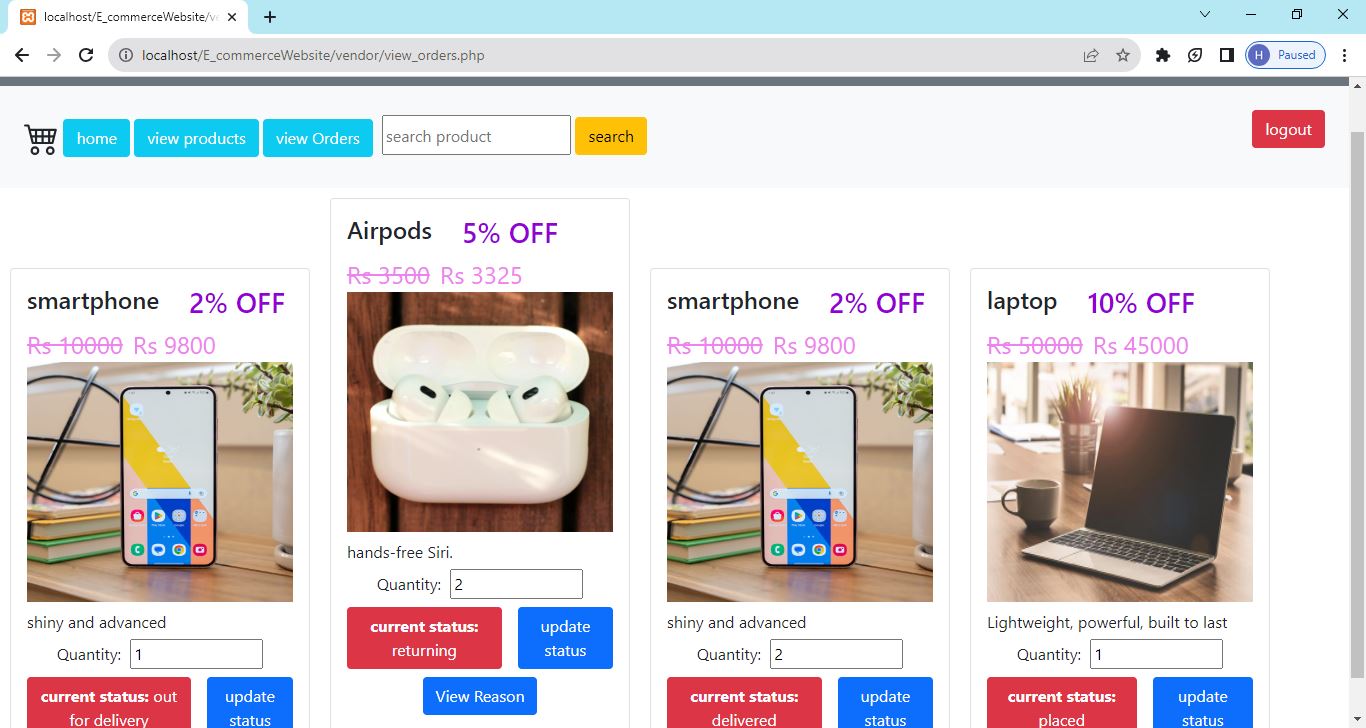 localhost/E_commerceWebsite/ve
localhost/E_commerceWebsite/vendor/view_orders.php
H Paused
home view products view Orders search product search logout
smartphone 2% OFF
Rs 10000 Rs 9800
shiny and advanced
Quantity: 1
current status: out
for delivery
update
status
Airpods 5% OFF
Rs 3500 Rs 3325
hands-free Siri.
Quantity: 2
current status:
returning
update
status
View Reason
smartphone 2% OFF
Rs 10000 Rs 9800
shiny and advanced
Quantity: 2
current status:
delivered
update
status
laptop 10% OFF
Rs 50000 Rs 45000
Lightweight, powerful, built to last
Quantity: 1
current status:
placed
update
status